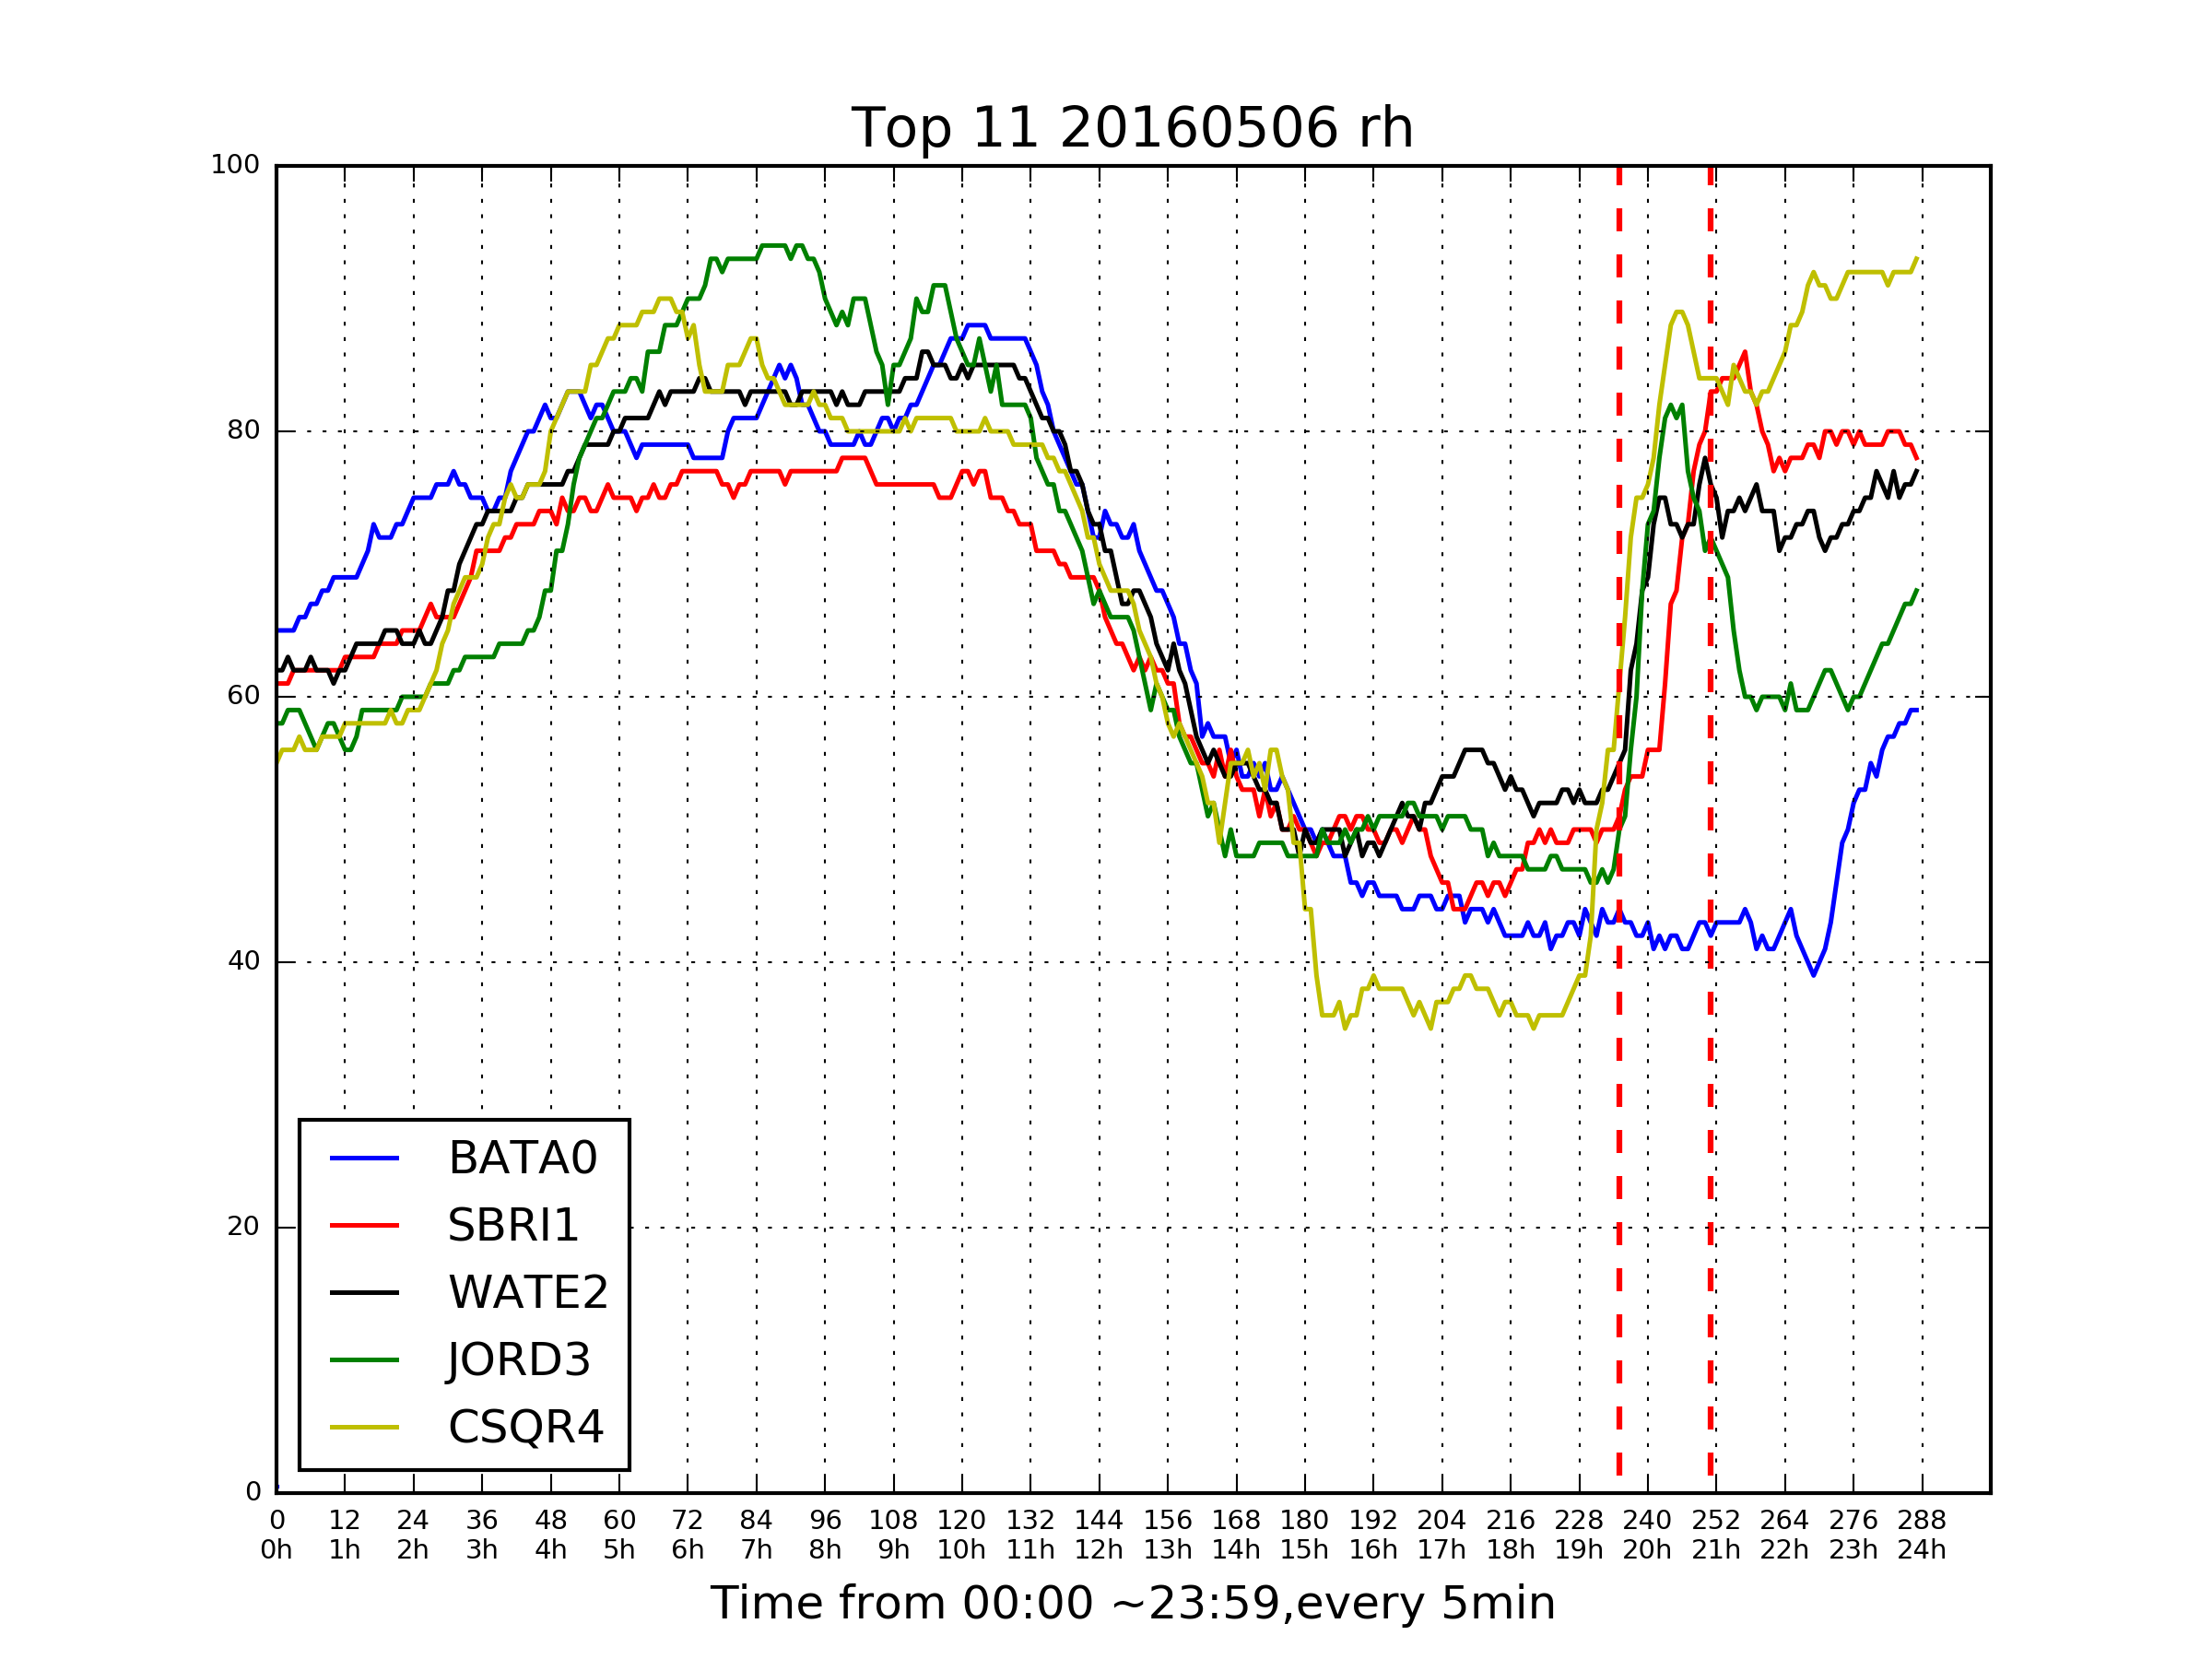 Top 11 20160506 rh
100
80
60
40
20
0
BATA0
SBRI1
WATE2
JORD3
CSQR4
0 12 24 36 48 60 72 84 96 108 120 132 144 156 168 180 192 204 216 228 240 252 264 276 288
0h 1h 2h 3h 4h 5h 6h 7h 8h 9h 10h 11h 12h 13h 14h 15h 16h 17h 18h 19h 20h 21h 22h 23h 24h
Time from 00:00 ~23:59,every 5min